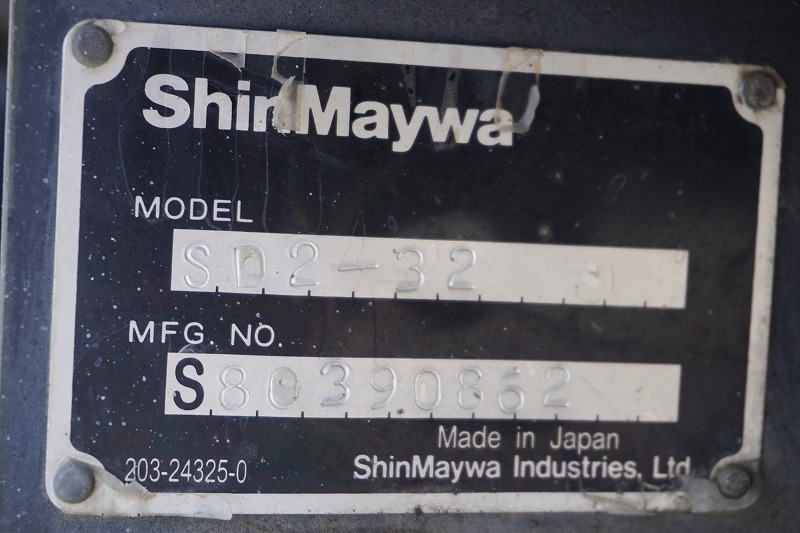 ShinMaywa
MODEL
SD2-32
MFG. NO.
S80390862
Made in Japan
203-24325-0
ShinMaywa Industries, Ltd